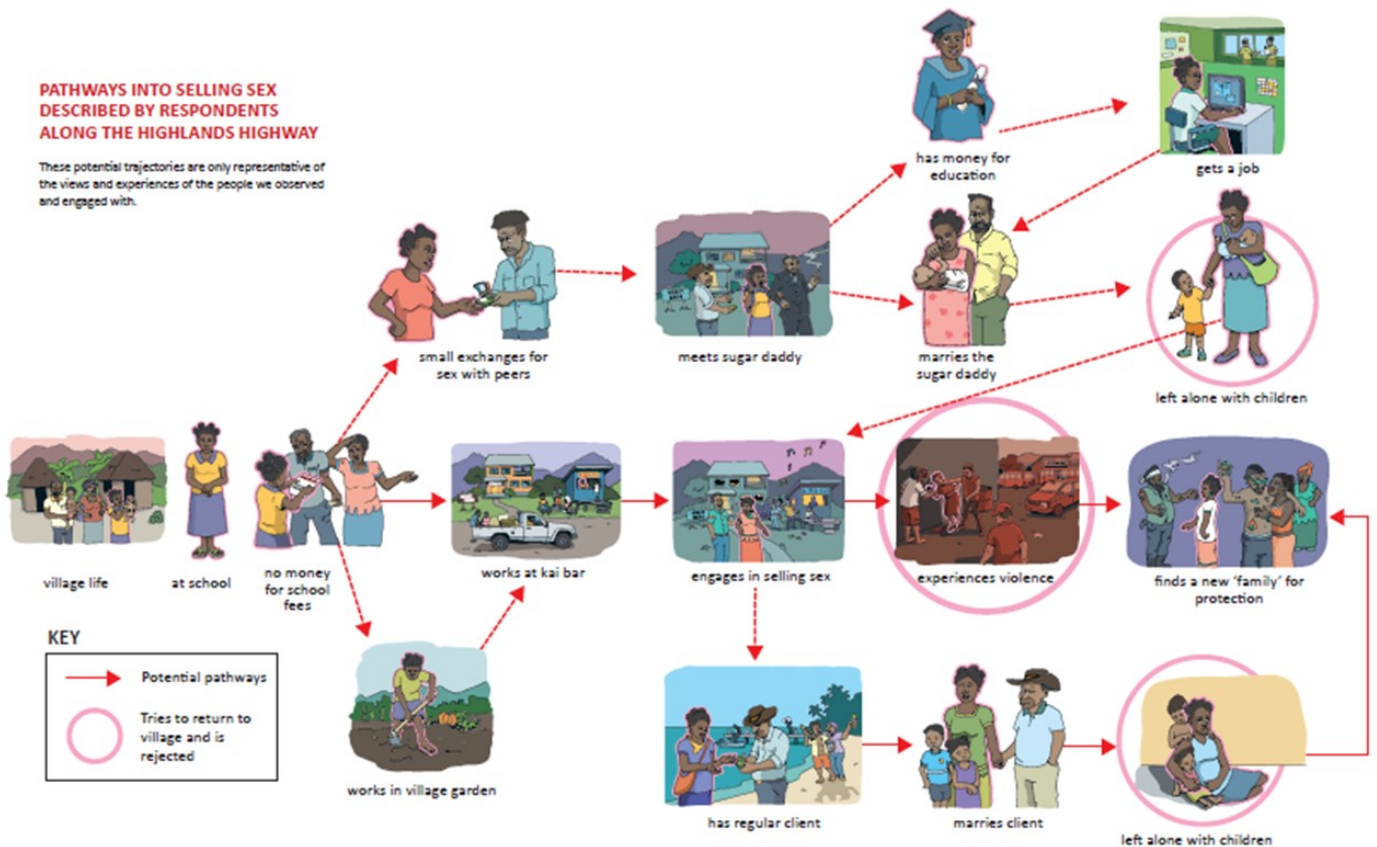 PATHWAYS INTO SELLING SEX
DESCRIBED BY RESPONDENTS
ALONG THE HIGHLANDS HIGHWAY
These potential trajectories are only representative of
the views and experiences of the people we observed
and engaged with.
has money for
education
gets a job
small exchanges for
sex with peers
meets sugar daddy
marries the
sugar daddy
left alone with children
village life
at school
no money
for school
fees
works at kai bar
engages in selling sex
experiences violence
finds a new 'family' for
protection
KEY
Potential pathways
Tries to return to
village and is
rejected
works in village garden
has regular client
marries client
left alone with children